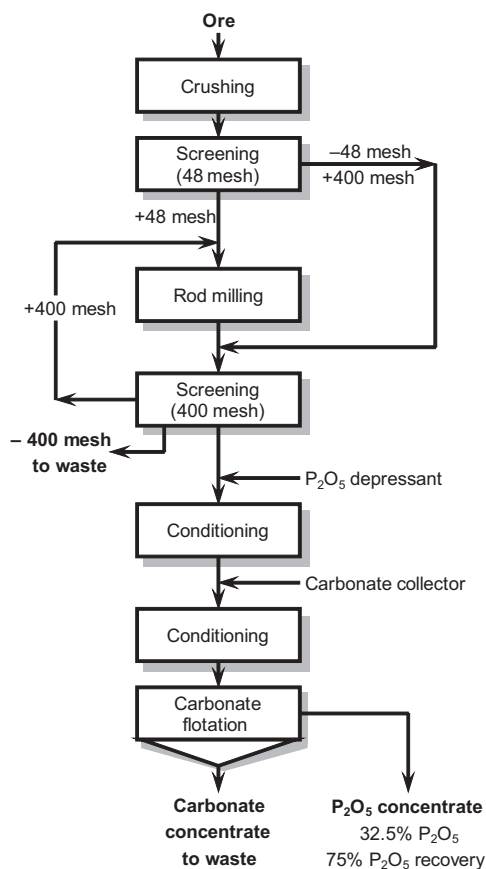 Ore
Crushing
Screening
(48 mesh)
–48 mesh
+400 mesh
+48 mesh
+400 mesh
Rod milling
Screening
(400 mesh)
– 400 mesh
to waste
P₂O₅ depressant
Conditioning
Carbonate collector
Conditioning
Carbonate
flotation
Carbonate
concentrate
to waste
P₂O₅ concentrate
32.5% P₂O₅
75% P₂O₅ recovery